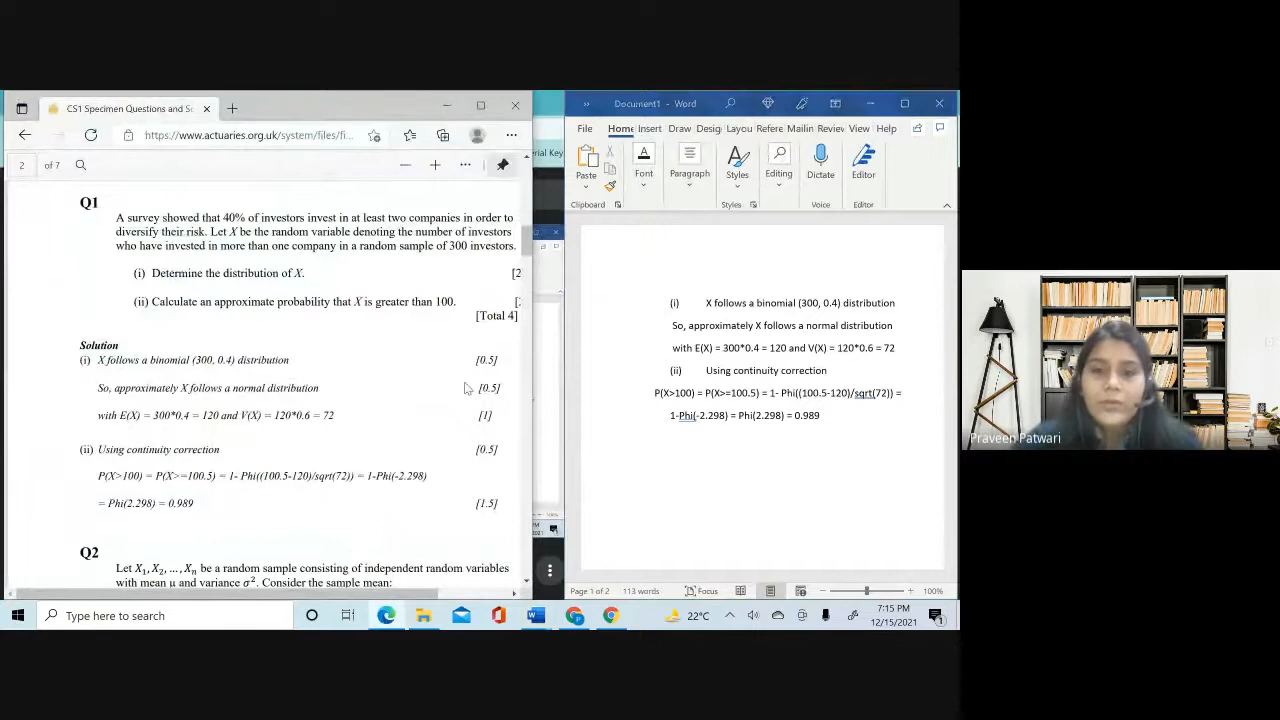 CS1 Specimen Questions and So
https://www.actuaries.org.uk/system/files/fi...
2 of 7
Q1
A survey showed that 40% of investors invest in at least two companies in order to
diversify their risk. Let X be the random variable denoting the number of investors
who have invested in more than one company in a random sample of 300 investors.
(i) Determine the distribution of X. [2
(ii) Calculate an approximate probability that X is greater than 100.
[Total 4]
Solution
(i) X follows a binomial (300, 0.4) distribution [0.5]
So, approximately X follows a normal distribution [0.5]
with E(X) = 300*0.4 = 120 and V(X) = 120*0.6 = 72 [1]
(ii) Using continuity correction [0.5]
P(X>100) = P(X>=100.5) = 1- Phi((100.5-120)/sqrt(72)) = 1-Phi(-2.298)
= Phi(2.298) = 0.989 [1.5]
Q2
Let X1, X2, ..., Xn be a random sample consisting of independent random variables
with mean μ and variance σ². Consider the sample mean:
erial Key
Document1 - Word
File Home Insert Draw Desig Layou Refere Mailin Review View Help
Paste Font Paragraph Styles Editing Dictate Editor
Clipboard Styles Voice Editor
(i) X follows a binomial (300, 0.4) distribution
So, approximately X follows a normal distribution
with E(X) = 300*0.4 = 120 and V(X) = 120*0.6 = 72
(ii) Using continuity correction
P(X>100) = P(X>=100.5) = 1- Phi((100.5-120)/sqrt(72)) =
1-Phi(-2.298) = Phi(2.298) = 0.989
Page 1 of 2 113 words Focus 100%
Type here to search
22°C
7:15 PM
12/15/2021
1
Praveen Patwari